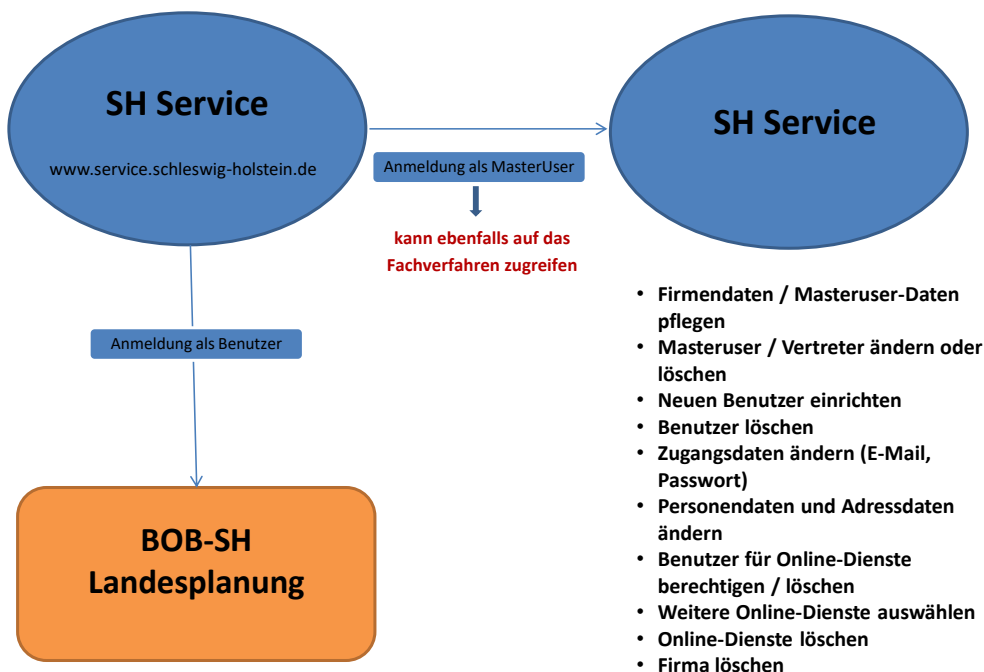 SH Service
www.service.schleswig-holstein.de
Anmeldung als MasterUser
kann ebenfalls auf das
Fachverfahren zugreifen
SH Service
Anmeldung als Benutzer
BOB-SH
Landesplanung
• Firmendaten / Masteruser-Daten
pflegen
• Masteruser / Vertreter ändern oder
löschen
• Neuen Benutzer einrichten
• Benutzer löschen
• Zugangsdaten ändern (E-Mail,
Passwort)
• Personendaten und Adressdaten
ändern
• Benutzer für Online-Dienste
berechtigen / löschen
• Weitere Online-Dienste auswählen
• Online-Dienste löschen
• Firma löschen